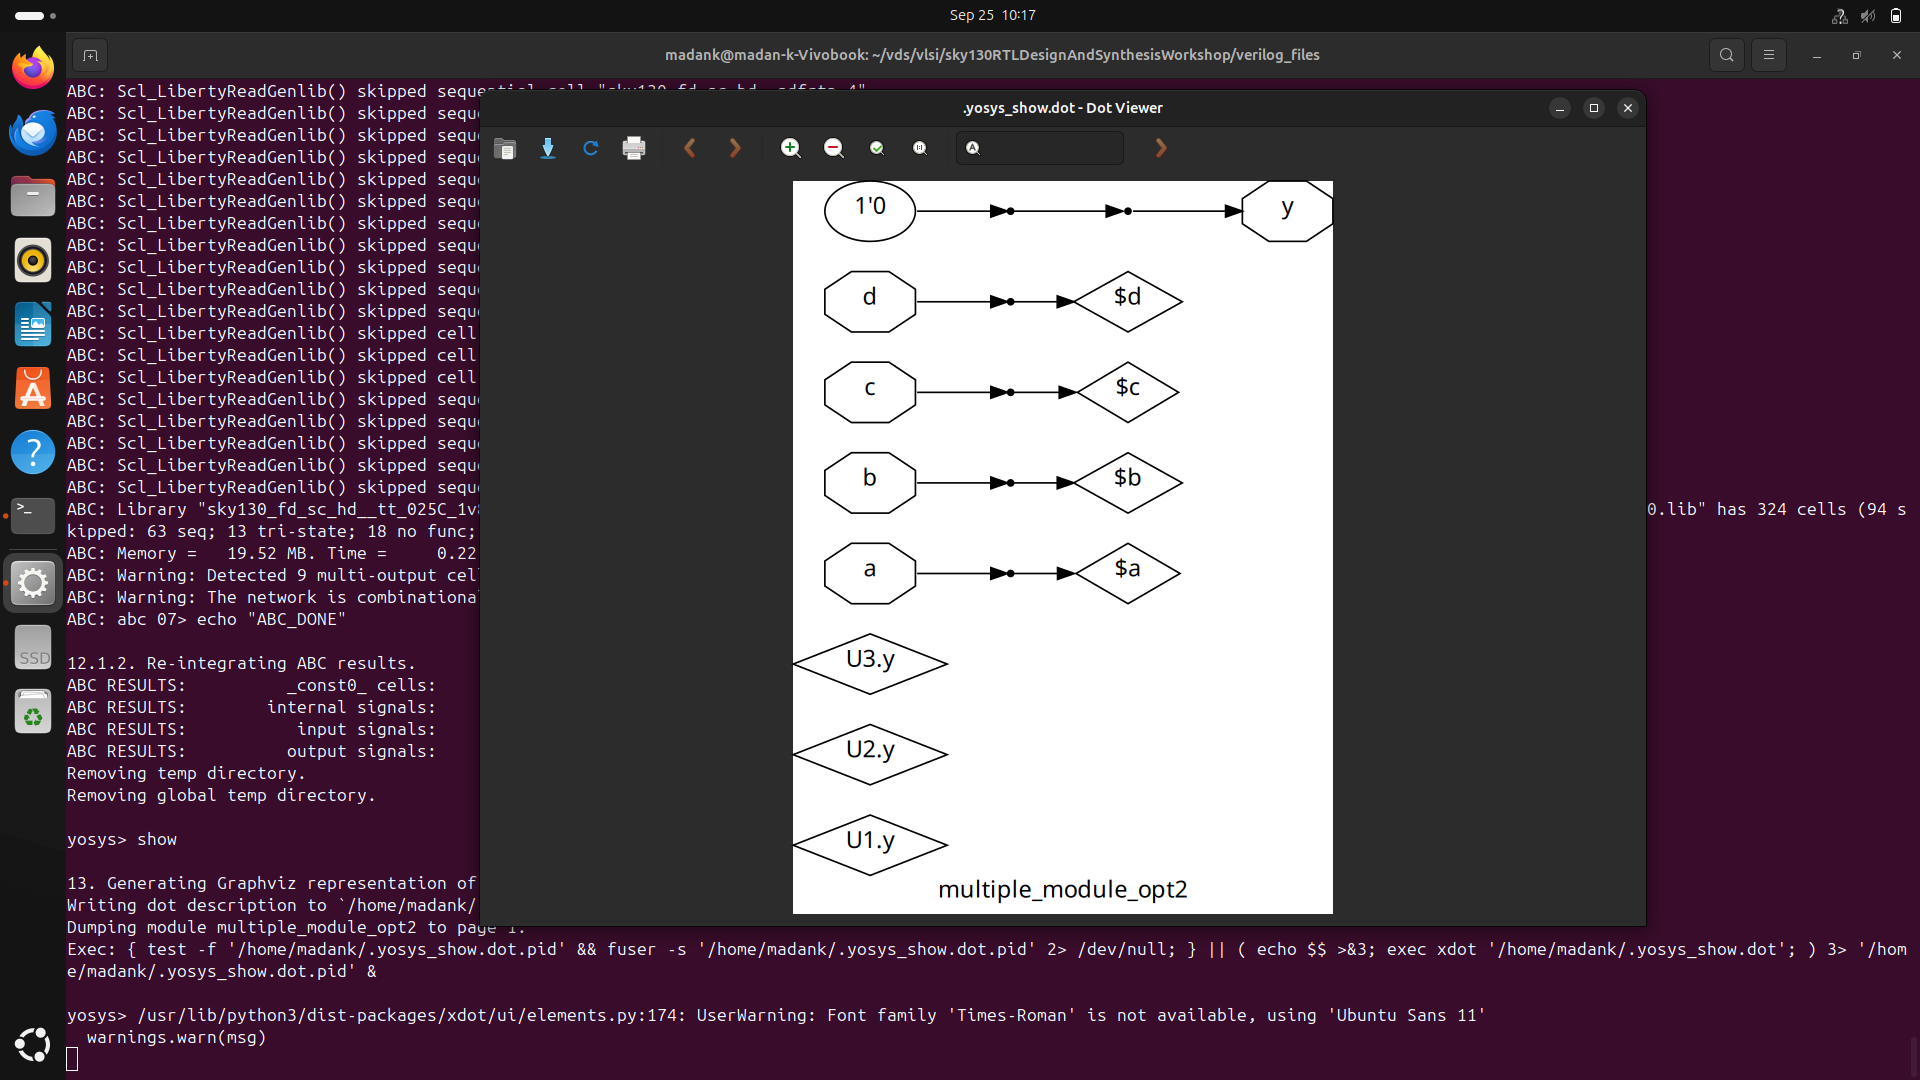 Sep 25 10:17
madank@madan-k-Vivobook: ~/vds/vlsi/sky130RTLDesignAndSynthesisWorkshop/verilog_files
ABC: Scl_LibertyReadGenlib() skipped sequential cell "sky130_fd_sc_hd__sdfsts_4".
ABC: Scl_LibertyReadGenlib() skipped sequ
ABC: Scl_LibertyReadGenlib() skipped sequ
ABC: Scl_LibertyReadGenlib() skipped sequ
ABC: Scl_LibertyReadGenlib() skipped sequ
ABC: Scl_LibertyReadGenlib() skipped sequ
ABC: Scl_LibertyReadGenlib() skipped sequ
ABC: Scl_LibertyReadGenlib() skipped sequ
ABC: Scl_LibertyReadGenlib() skipped sequ
ABC: Scl_LibertyReadGenlib() skipped sequ
ABC: Scl_LibertyReadGenlib() skipped sequ
ABC: Scl_LibertyReadGenlib() skipped cell
ABC: Scl_LibertyReadGenlib() skipped cell
ABC: Scl_LibertyReadGenlib() skipped cell
ABC: Scl_LibertyReadGenlib() skipped sequ
ABC: Scl_LibertyReadGenlib() skipped sequ
ABC: Scl_LibertyReadGenlib() skipped sequ
ABC: Scl_LibertyReadGenlib() skipped sequ
ABC: Scl_LibertyReadGenlib() skipped sequ
ABC: Library "sky130_fd_sc_hd__tt_025C_1v8 0.lib" has 324 cells (94 s
kipped: 63 seq; 13 tri-state; 18 no func;
ABC: Memory = 19.52 MB. Time = 0.22
ABC: Warning: Detected 9 multi-output cel
ABC: Warning: The network is combinationa
ABC: abc 07> echo "ABC_DONE"
12.1.2. Re-integrating ABC results.
ABC RESULTS: _const0_ cells:
ABC RESULTS: internal signals:
ABC RESULTS: input signals:
ABC RESULTS: output signals:
Removing temp directory.
Removing global temp directory.
yosys> show
13. Generating Graphviz representation of
Writing dot description to `/home/madank/
Dumping module multiple_module_opt2 to page 1.
Exec: { test -f '/home/madank/.yosys_show.dot.pid' && fuser -s '/home/madank/.yosys_show.dot.pid' 2> /dev/null; } || ( echo $$ >&3; exec xdot '/home/madank/.yosys_show.dot'; ) 3> '/hom
e/madank/.yosys_show.dot.pid' &
yosys> /usr/lib/python3/dist-packages/xdot/ui/elements.py:174: UserWarning: Font family 'Times-Roman' is not available, using 'Ubuntu Sans 11'
warnings.warn(msg)
.yosys_show.dot - Dot Viewer
1'0
y
d
$d
c
$c
b
$b
a
$a
U3.y
U2.y
U1.y
multiple_module_opt2
SSD